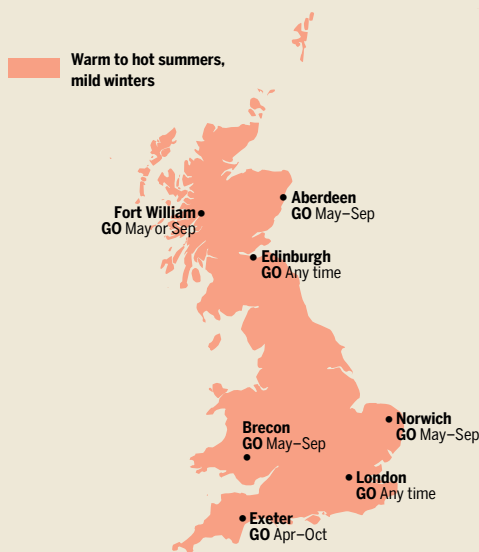 Warm to hot summers,
mild winters
Aberdeen
GO May–Sep
Fort William
GO May or Sep
Edinburgh
GO Any time
Norwich
GO May–Sep
Brecon
GO May–Sep
London
GO Any time
Exeter
GO Apr–Oct